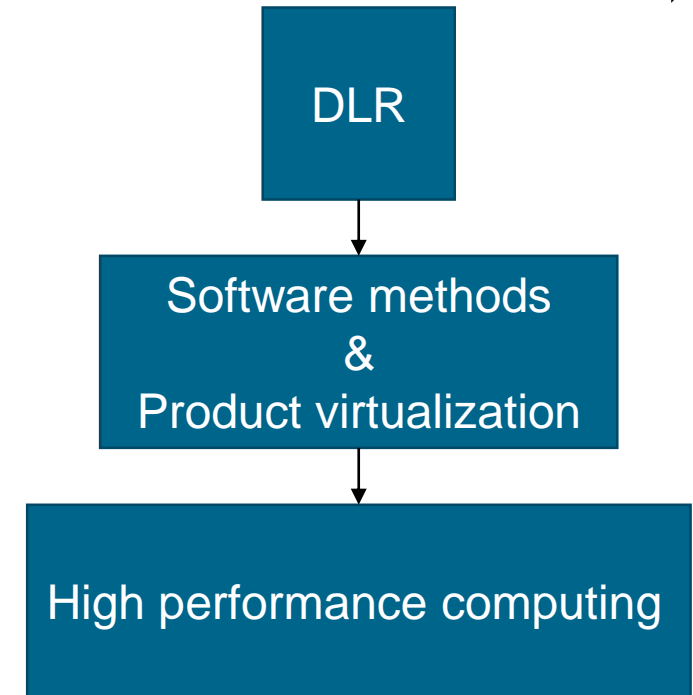 DLR
Software methods
&
Product virtualization
High performance computing